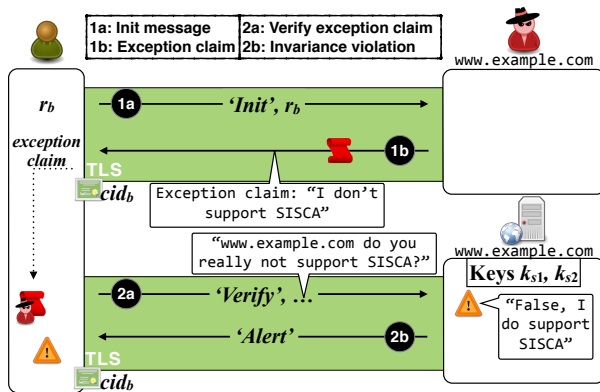 1a: Init message
2a: Verify exception claim
1b: Exception claim
2b: Invariance violation
www.example.com
r_b
1a
'Init', r_b
exception
claim
1b
TLS
cid_b
Exception claim: "I don't
support SISCA"
www.example.com
"www.example.com do you
really not support SISCA?"
Keys k_s1, k_s2
2a
'Verify', ...
"False, I
do support
SISCA"
'Alert'
2b
TLS
cid_b